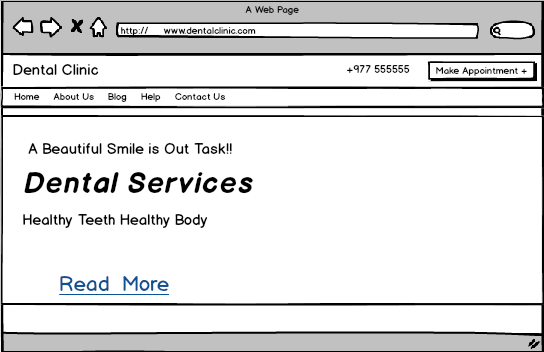 A Web Page
http:// www.dentalclinic.com
Dental Clinic
+977 555555
Make Appointment +
Home About Us Blog Help Contact Us
A Beautiful Smile is Out Task!!
Dental Services
Healthy Teeth Healthy Body
Read More